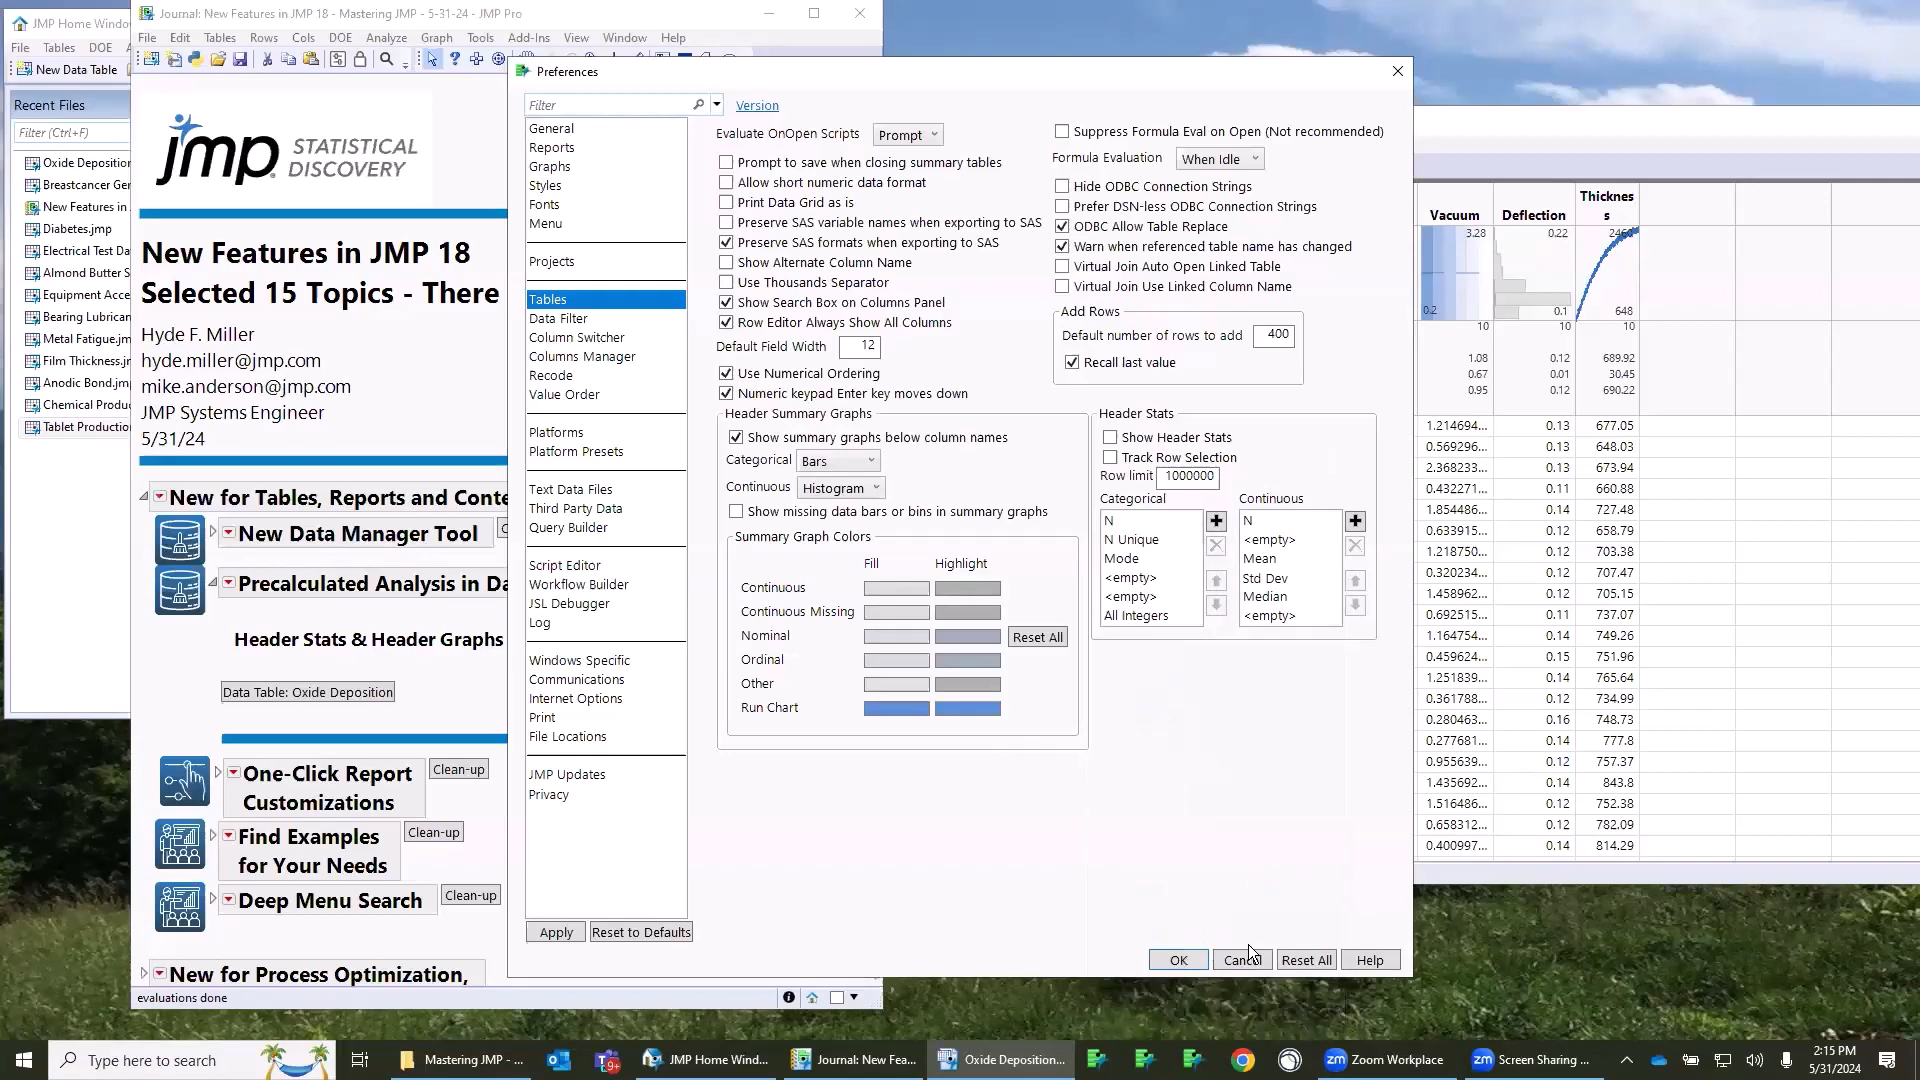 JMP Home Windo
File Tables DOE
New Data Table
Recent Files
Filter (Ctrl+F)
Oxide Deposition
Breastcancer Ger
New Features in
Diabetes.jmp
Electrical Test Da
Almond Butter S
Equipment Acce
Bearing Lubrican
Metal Fatigue.jm
Film Thickness.jm
Anodic Bond.jmp
Chemical Produc
Tablet Production
Journal: New Features in JMP 18 - Mastering JMP - 5-31-24 - JMP Pro
File Edit Tables Rows Cols DOE Analyze Graph Tools Add-Ins View Window Help
jmp STATISTICAL
DISCOVERY
New Features in JMP 18
Selected 15 Topics - There
Hyde F. Miller
hyde.miller@jmp.com
mike.anderson@jmp.com
JMP Systems Engineer
5/31/24
New for Tables, Reports and Conte
New Data Manager Tool
Precalculated Analysis in Da
Header Stats & Header Graphs
Data Table: Oxide Deposition
One-Click Report
Customizations
Clean-up
Find Examples
for Your Needs
Clean-up
Deep Menu Search
Clean-up
New for Process Optimization,
evaluations done
Preferences
Filter
Version
General
Reports
Graphs
Styles
Fonts
Menu
Projects
Tables
Data Filter
Column Switcher
Columns Manager
Recode
Value Order
Platforms
Platform Presets
Text Data Files
Third Party Data
Query Builder
Script Editor
Workflow Builder
JSL Debugger
Log
Windows Specific
Communications
Internet Options
Print
File Locations
JMP Updates
Privacy
Apply
Reset to Defaults
Evaluate OnOpen Scripts Prompt
Prompt to save when closing summary tables
Allow short numeric data format
Print Data Grid as is
Preserve SAS variable names when exporting to SAS
Preserve SAS formats when exporting to SAS
Show Alternate Column Name
Use Thousands Separator
Show Search Box on Columns Panel
Row Editor Always Show All Columns
Default Field Width 12
Use Numerical Ordering
Numeric keypad Enter key moves down
Header Summary Graphs
Show summary graphs below column names
Categorical Bars
Continuous Histogram
Show missing data bars or bins in summary graphs
Summary Graph Colors
Fill Highlight
Continuous
Continuous Missing
Nominal
Ordinal
Other
Run Chart
Reset All
Suppress Formula Eval on Open (Not recommended)
Formula Evaluation When Idle
Hide ODBC Connection Strings
Prefer DSN-less ODBC Connection Strings
ODBC Allow Table Replace
Warn when referenced table name has changed
Virtual Join Auto Open Linked Table
Virtual Join Use Linked Column Name
Add Rows
Default number of rows to add 400
Recall last value
Header Stats
Show Header Stats
Track Row Selection
Row limit 1000000
Categorical
N
N Unique
Mode
<empty>
<empty>
All Integers
Continuous
N
<empty>
Mean
Std Dev
Median
<empty>
OK
Cancel
Reset All
Help
Vacuum Deflection Thicknes
s
3.28 0.22 2460
0.2 0.1 648
10 10 10
1.08 0.12 689.92
0.67 0.01 30.45
0.95 0.12 690.22
1.214694... 0.13 677.05
0.569296... 0.13 648.03
2.368233... 0.13 673.94
0.432271... 0.11 660.88
1.854486... 0.14 727.48
0.633915... 0.12 658.79
1.218750... 0.12 703.38
0.320234... 0.12 707.47
1.458962... 0.12 705.15
0.692515... 0.11 737.07
1.164754... 0.14 749.26
0.459624... 0.15 751.96
1.251839... 0.14 765.64
0.361788... 0.12 734.99
0.280463... 0.16 748.73
0.277681... 0.14 777.8
0.955639... 0.12 757.37
1.435692... 0.14 843.8
1.516486... 0.12 752.38
0.658312... 0.12 782.09
0.400997... 0.14 814.29
Type here to search
Mastering JMP - ...
JMP Home Wind...
Journal: New Fea...
Oxide Deposition...
Zoom Workplace
Screen Sharing ...
2:15 PM
5/31/2024